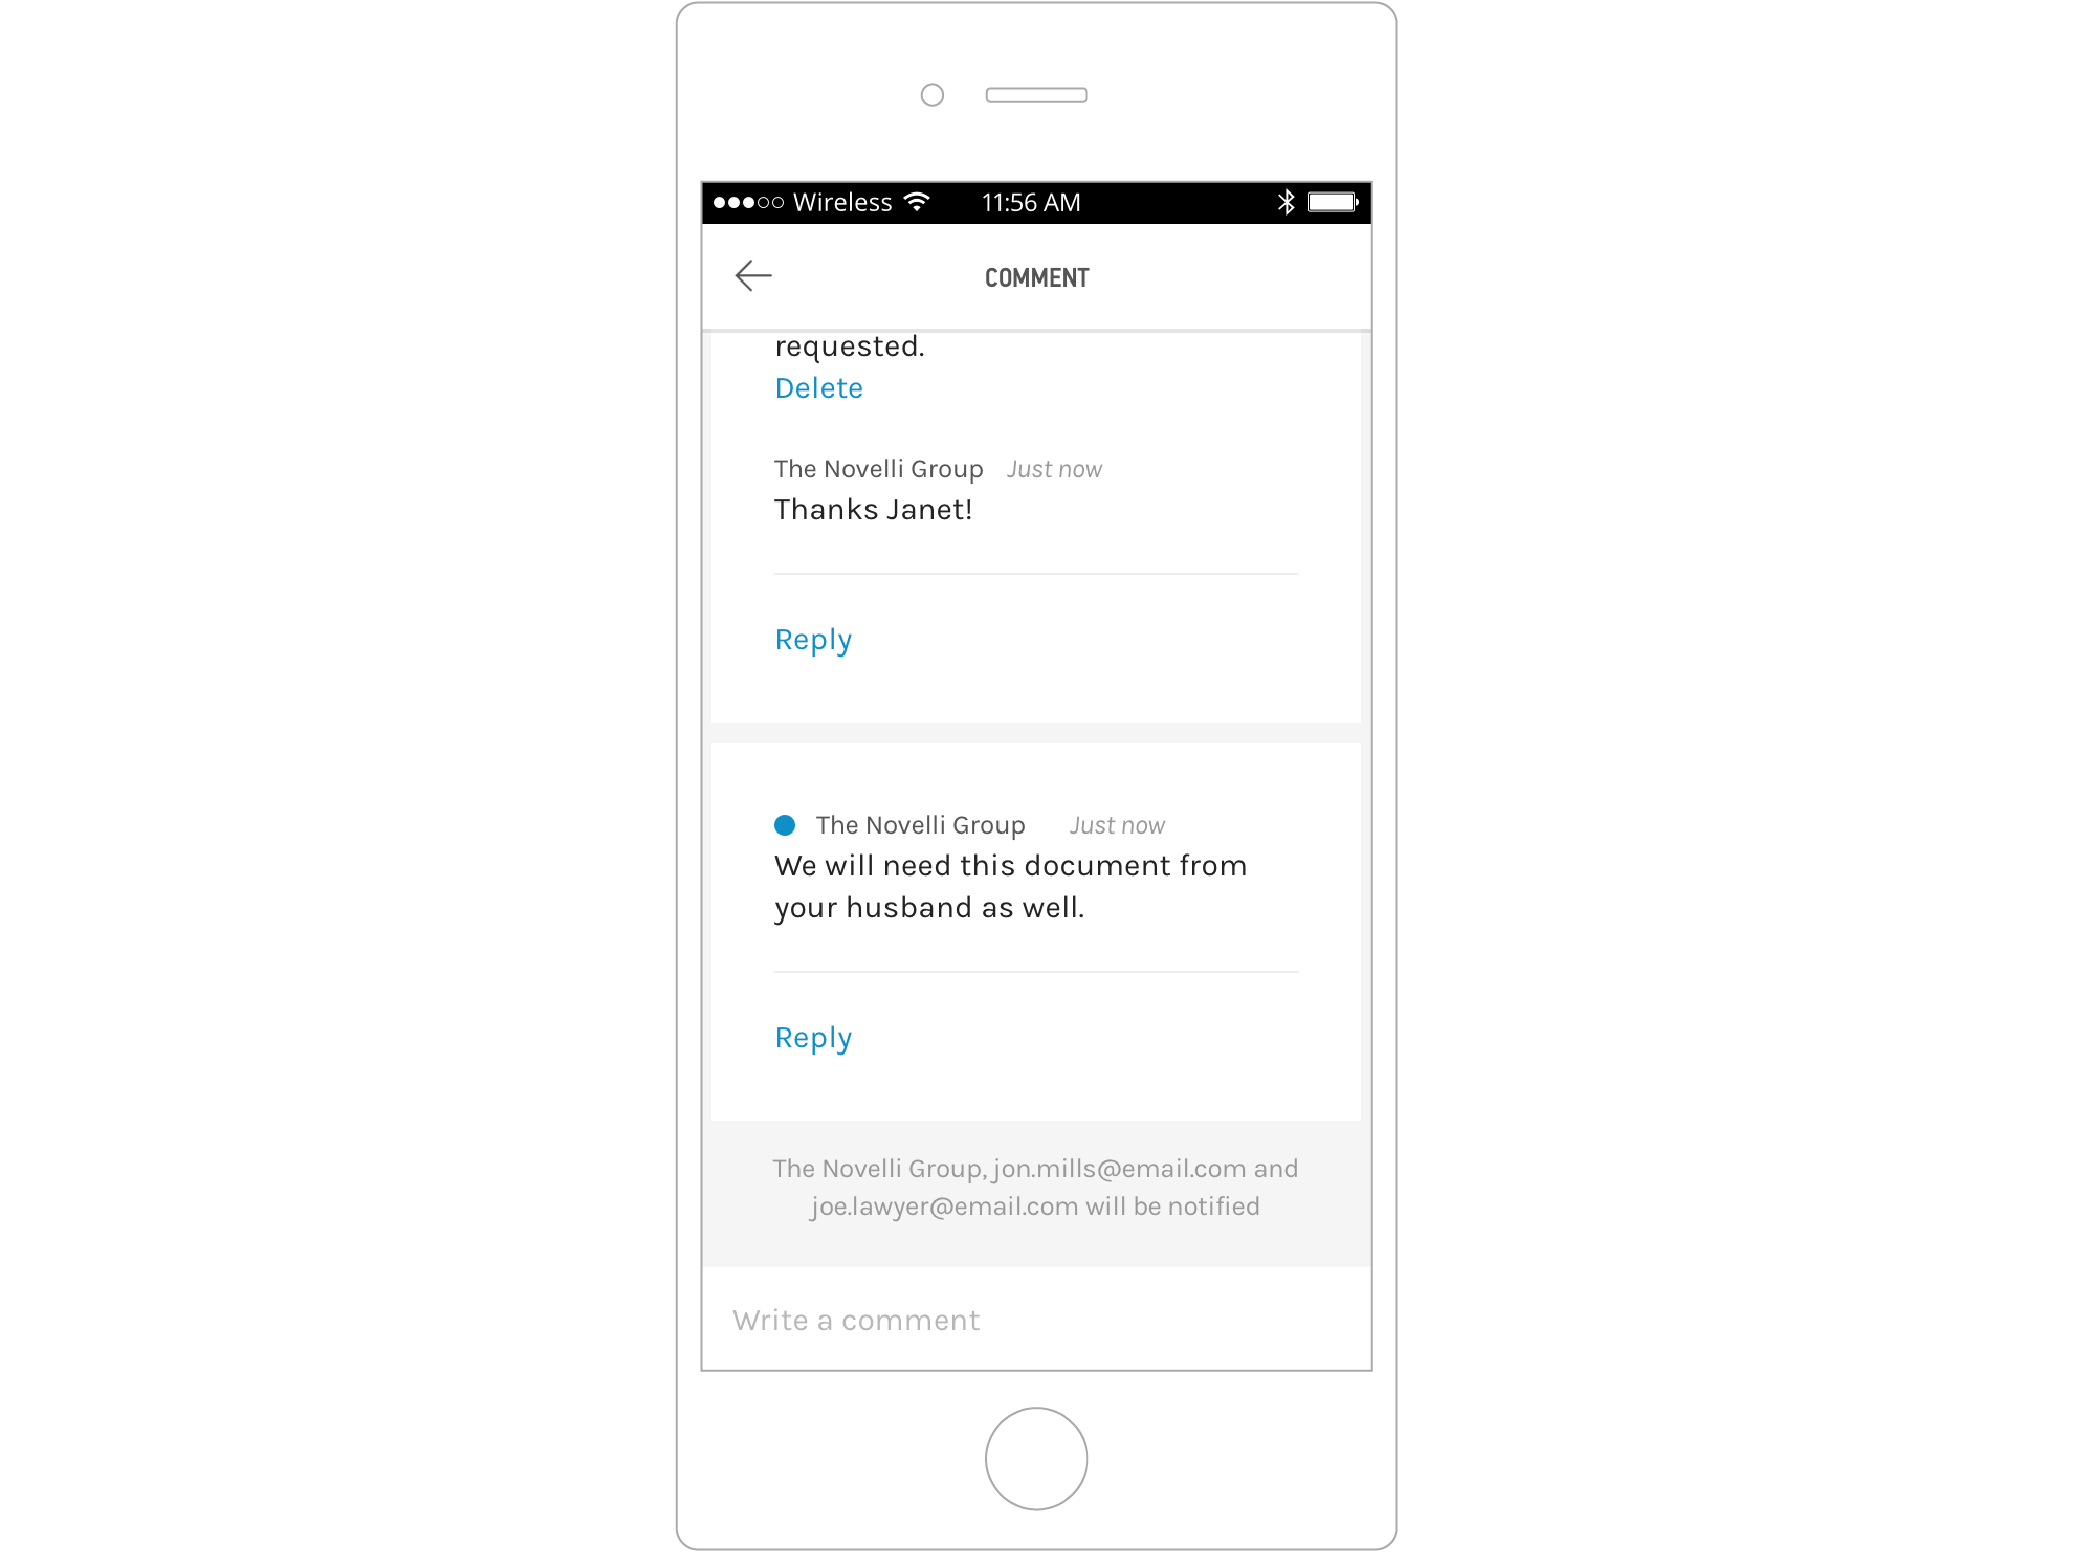 Wireless 11:56 AM
COMMENT
requested.
Delete
The Novelli Group Just now
Thanks Janet!
Reply
The Novelli Group Just now
We will need this document from
your husband as well.
Reply
The Novelli Group, jon.mills@email.com and
joe.lawyer@email.com will be notified
Write a comment